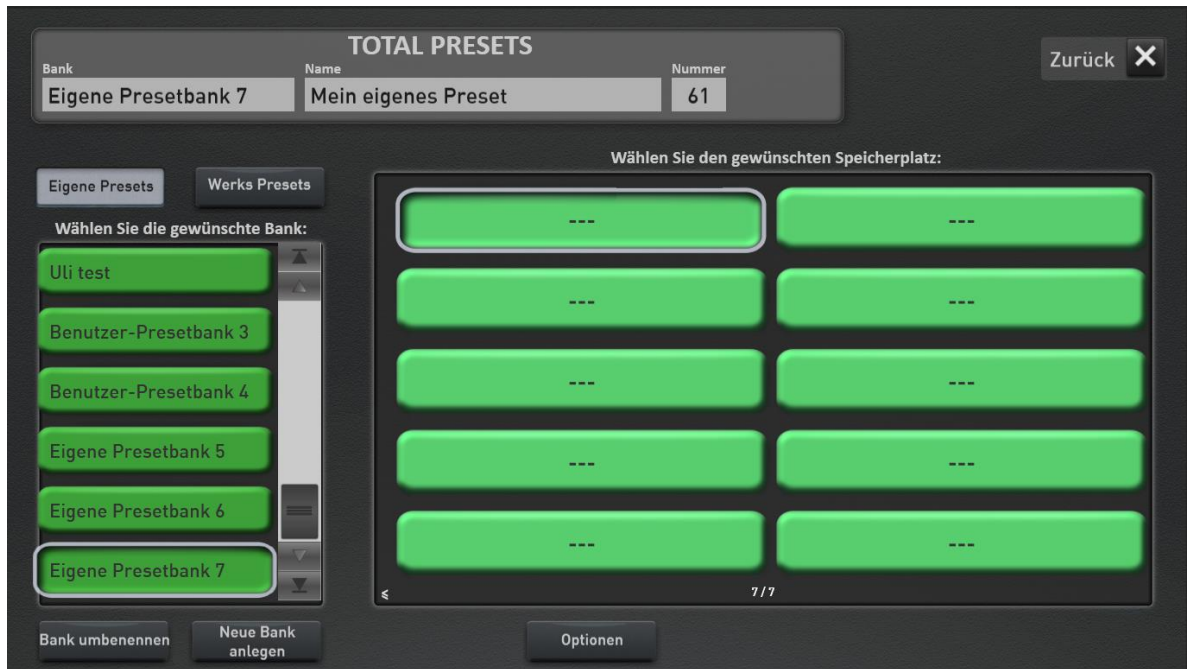 TOTAL PRESETS
Bank
Name
Nummer
Eigene Presetbank 7
Mein eigenes Preset
61
Zurück
Eigene Presets
Werks Presets
Wählen Sie die gewünschte Bank:
Uli test
Benutzer-Presetbank 3
Benutzer-Presetbank 4
Eigene Presetbank 5
Eigene Presetbank 6
Eigene Presetbank 7
Bank umbenennen
Neue Bank
anlegen
Wählen Sie den gewünschten Speicherplatz:
--- ---
--- ---
--- ---
--- ---
--- ---
7/7
Optionen